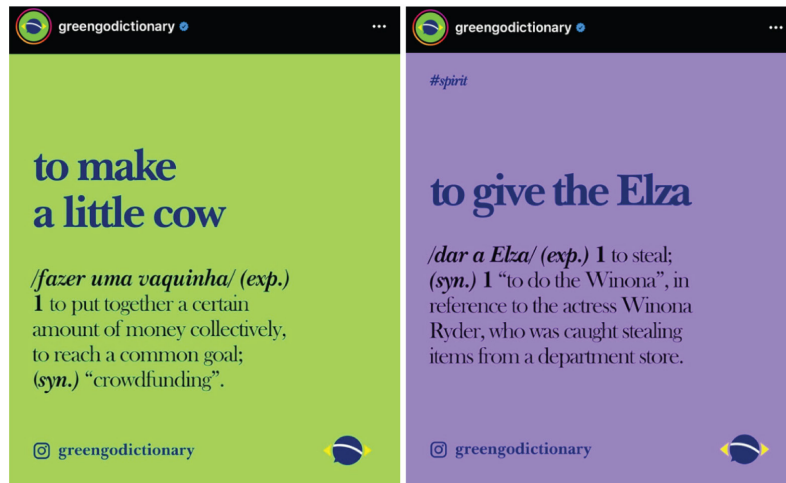 greengodictionary
to make
a little cow
/fazer uma vaquinha/ (exp.)
1 to put together a certain
amount of money collectively,
to reach a common goal;
(syn.) “crowdfunding”.
greengodictionary
greengodictionary
#spirit
to give the Elza
/dar a Elza/ (exp.) 1 to steal;
(syn.) 1 “to do the Winona”, in
reference to the actress Winona
Ryder, who was caught stealing
items from a department store.
greengodictionary